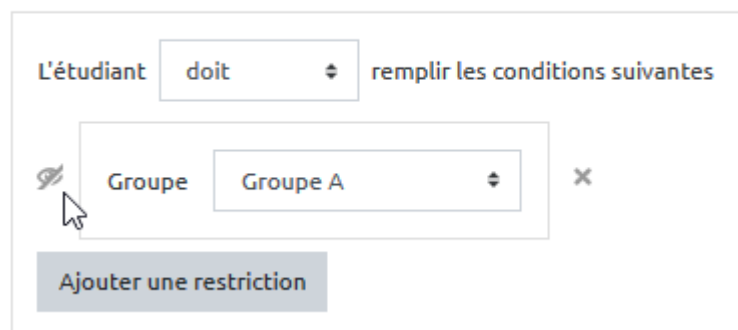 L'étudiant doit remplir les conditions suivantes
Groupe Groupe A
Ajouter une restriction